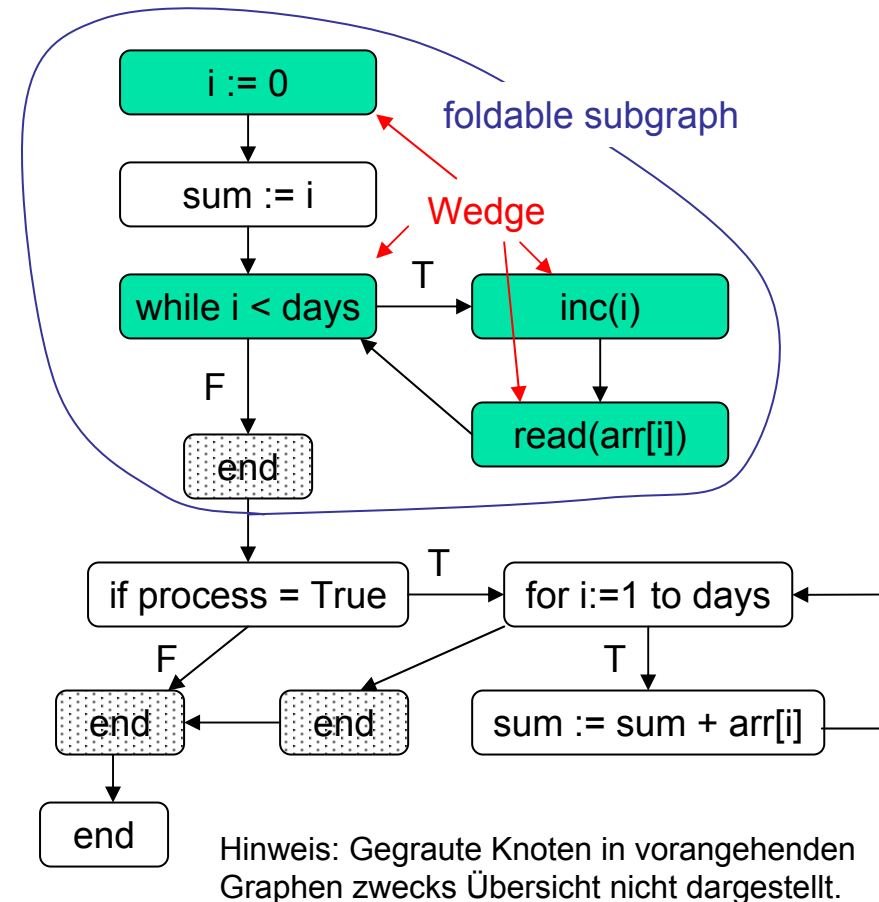 i := 0
foldable subgraph
sum := i
Wedge
while i < days
T
inc(i)
F
read(arr[i])
end
if process = True
T
for i:=1 to days
F
T
end
end
sum := sum + arr[i]
end
Hinweis: Gegraute Knoten in vorangehenden
Graphen zwecks Übersicht nicht dargestellt.